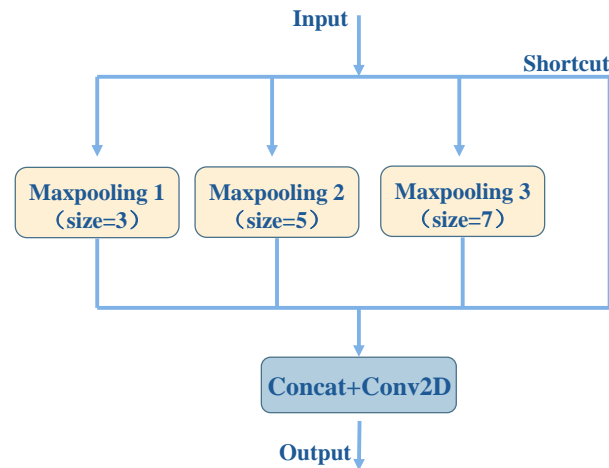 Input
Shortcut
Maxpooling 1
（size=3）
Maxpooling 2
（size=5）
Maxpooling 3
（size=7）
Concat+Conv2D
Output